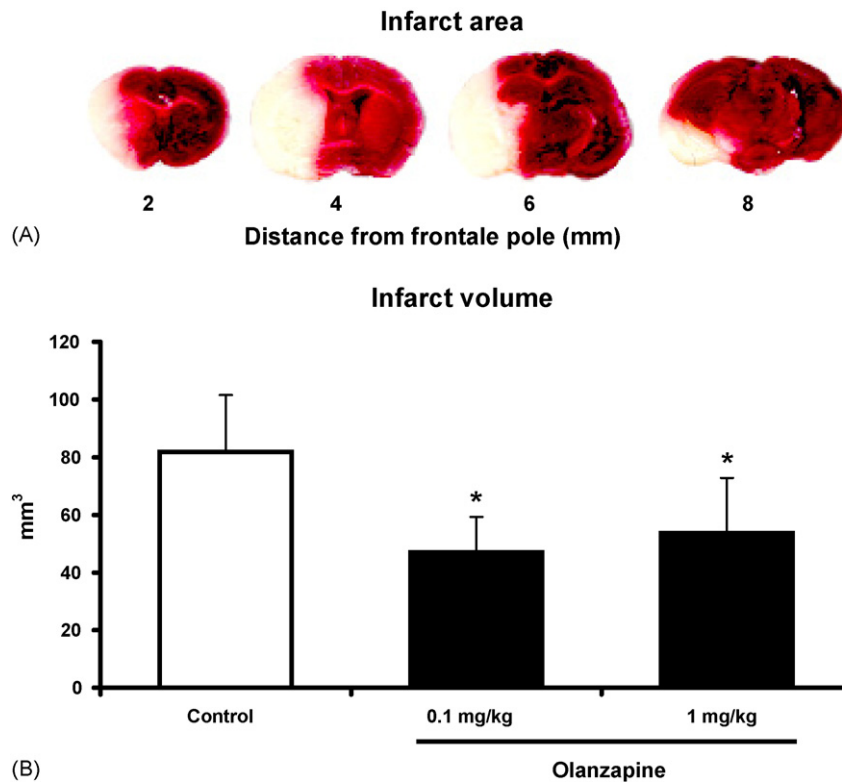 Infarct area
2 4 6 8
(A) Distance from frontale pole (mm)
Infarct volume
120
100
80
60
40
20
0
mm³
*
*
Control 0.1 mg/kg 1 mg/kg
(B) Olanzapine